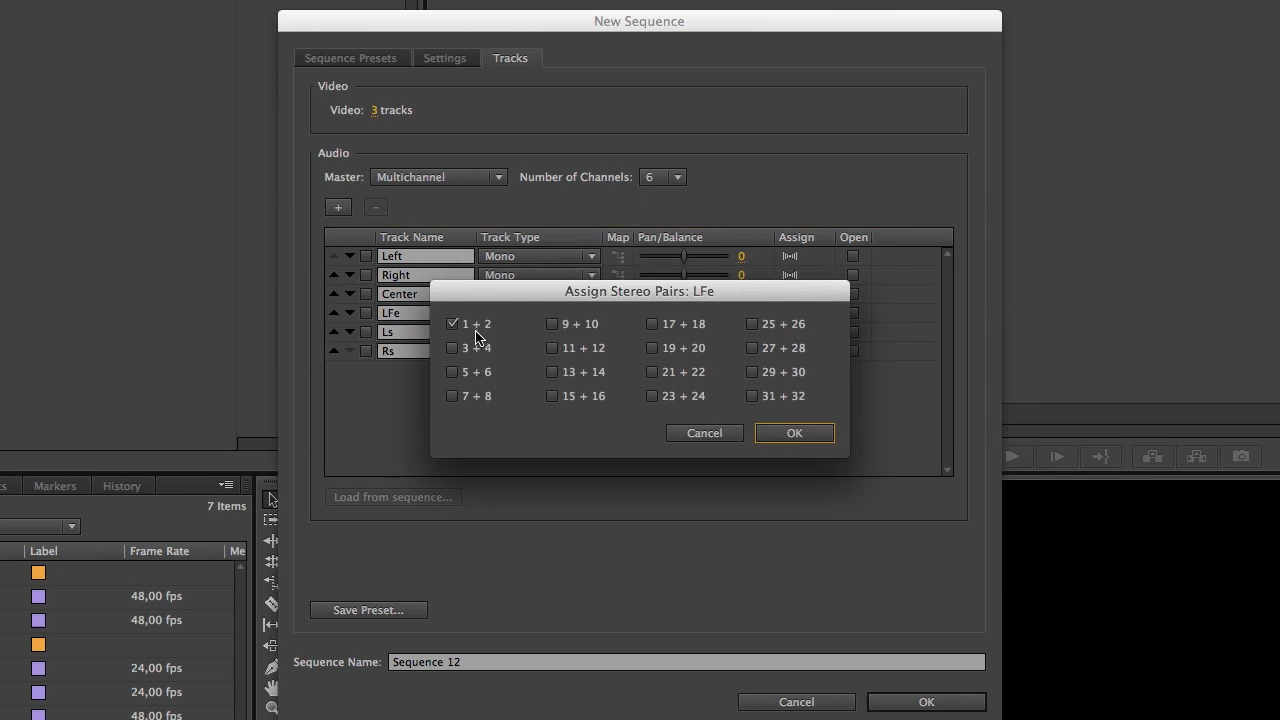 New Sequence
Sequence Presets Settings Tracks
Video
Video: 3 tracks
Audio
Master: Multichannel Number of Channels: 6
+ -
Track Name Track Type Map Pan/Balance Assign Open
Left Mono 0
Right Mono 0
Center
LFe
Ls
Rs
Assign Stereo Pairs: LFe
1 + 2 9 + 10 17 + 18 25 + 26
3 + 4 11 + 12 19 + 20 27 + 28
5 + 6 13 + 14 21 + 22 29 + 30
7 + 8 15 + 16 23 + 24 31 + 32
Cancel OK
Load from sequence...
Save Preset...
Sequence Name: Sequence 12
Cancel OK
Markers History
7 Items
Label Frame Rate Me
48,00 fps
48,00 fps
24,00 fps
24,00 fps
48,00 fps